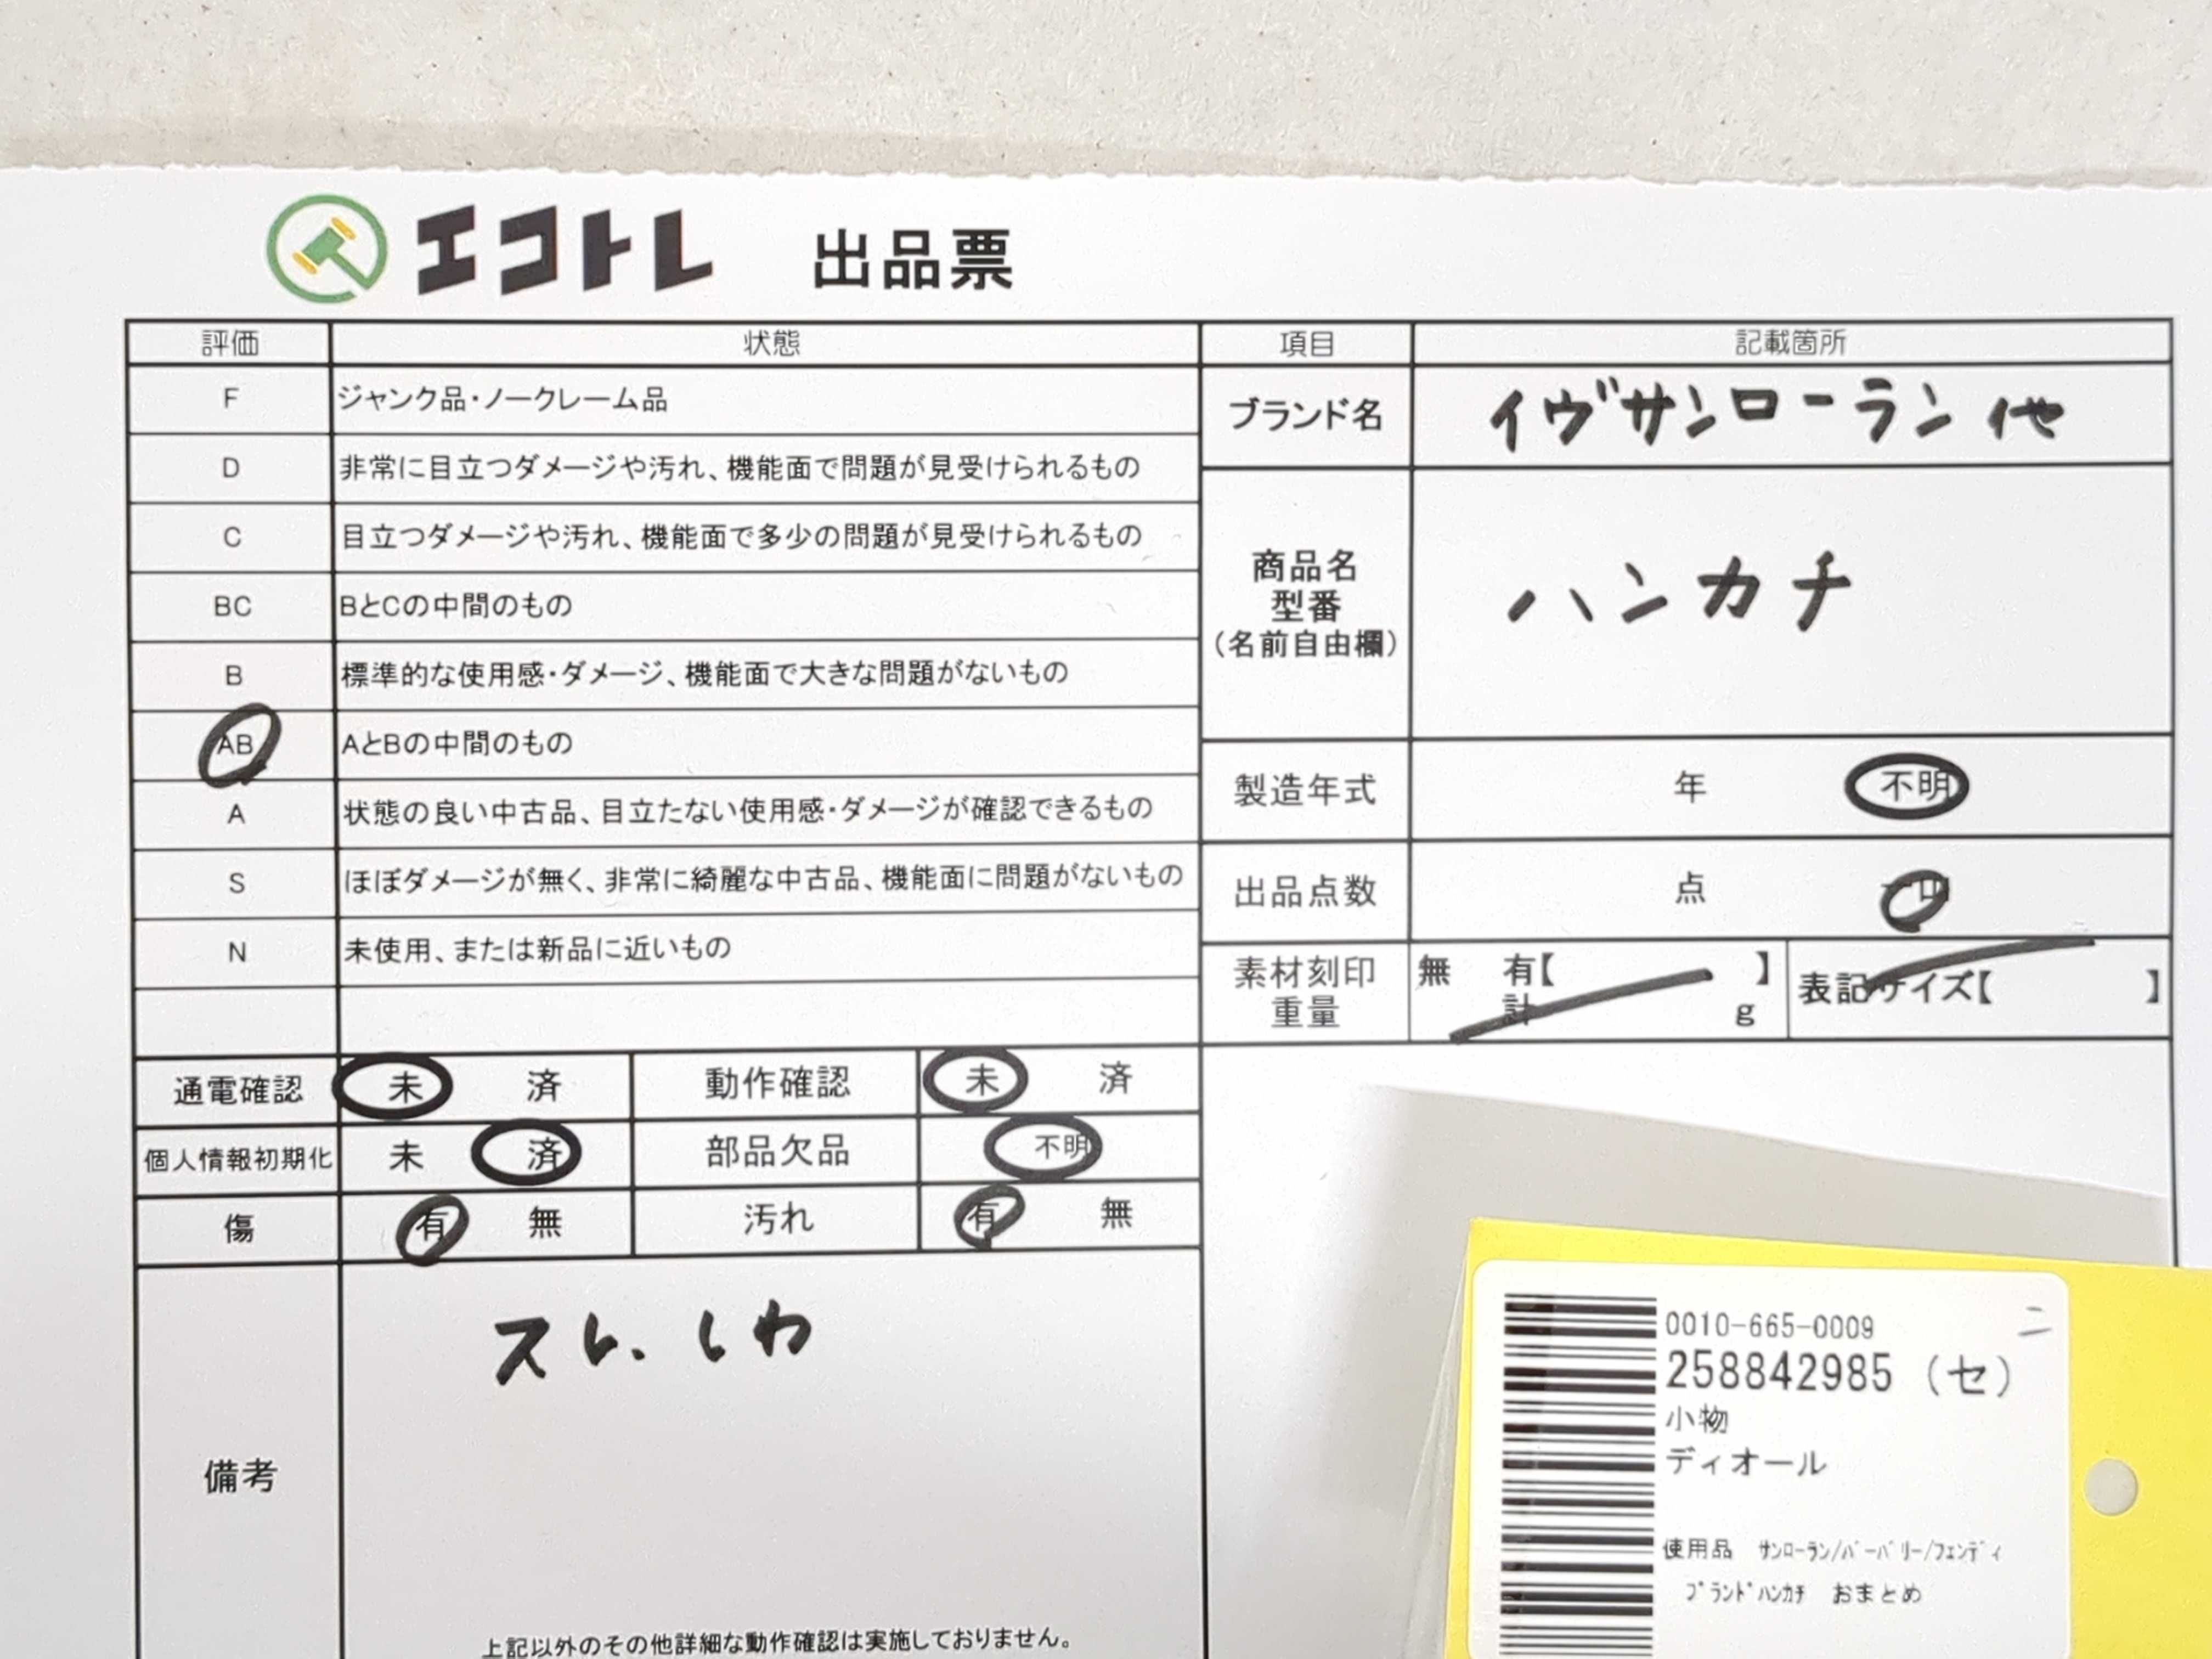 エコトレ 出品票
評価 状態 項目 記載箇所
F ジャンク品・ノークレーム品
D 非常に目立つダメージや汚れ、機能面で問題が見受けられるもの
C 目立つダメージや汚れ、機能面で多少の問題が見受けられるもの
BC BとCの中間のもの
B 標準的な使用感・ダメージ、機能面で大きな問題がないもの
AB AとBの中間のもの
A 状態の良い中古品、目立たない使用感・ダメージが確認できるもの
S ほぼダメージが無く、非常に綺麗な中古品、機能面に問題がないもの
N 未使用、または新品に近いもの
ブランド名 イヴサンローラン 他
商品名
型番
(名前自由欄)
ハンカチ
製造年式 年 不明
出品点数 点
素材刻印 無 有【 】 表記サイズ【 】
重量 計 g
通電確認 未 済 動作確認 未 済
個人情報初期化 未 済 部品欠品 不明
傷 有 無 汚れ 有 無
備考
スレ、しわ
上記以外のその他詳細な動作確認は実施しておりません。
0010-665-0009
258842985 (セ)
小物
ディオール
使用品 ｻﾝﾛｰﾗﾝ/ﾊﾞｰﾊﾞﾘｰ/ﾌｪﾝﾃﾞｨ
ﾌﾞﾗﾝﾄﾞﾊﾝｶﾁ おまとめ